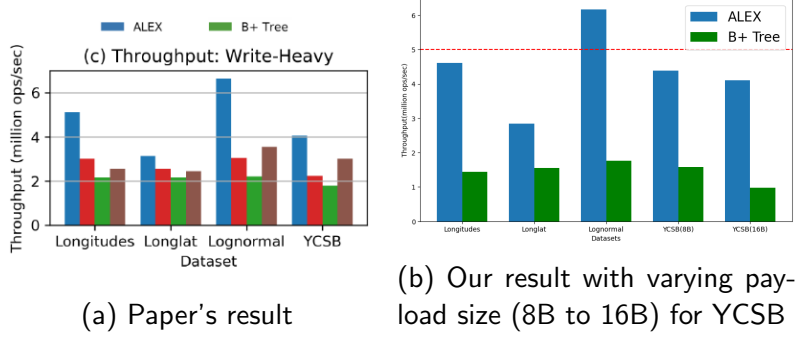 ALEX
B+ Tree
(c) Throughput: Write-Heavy
Throughput (million ops/sec)
6
4
2
0
Longitudes
Longlat
Lognormal
YCSB
Dataset
(a) Paper's result
ALEX
B+ Tree
Throughput(million ops/sec)
6
5
4
3
2
1
0
Longitudes
Longlat
Lognormal
YCSB(8B)
YCSB(16B)
Datasets
(b) Our result with varying pay-
load size (8B to 16B) for YCSB